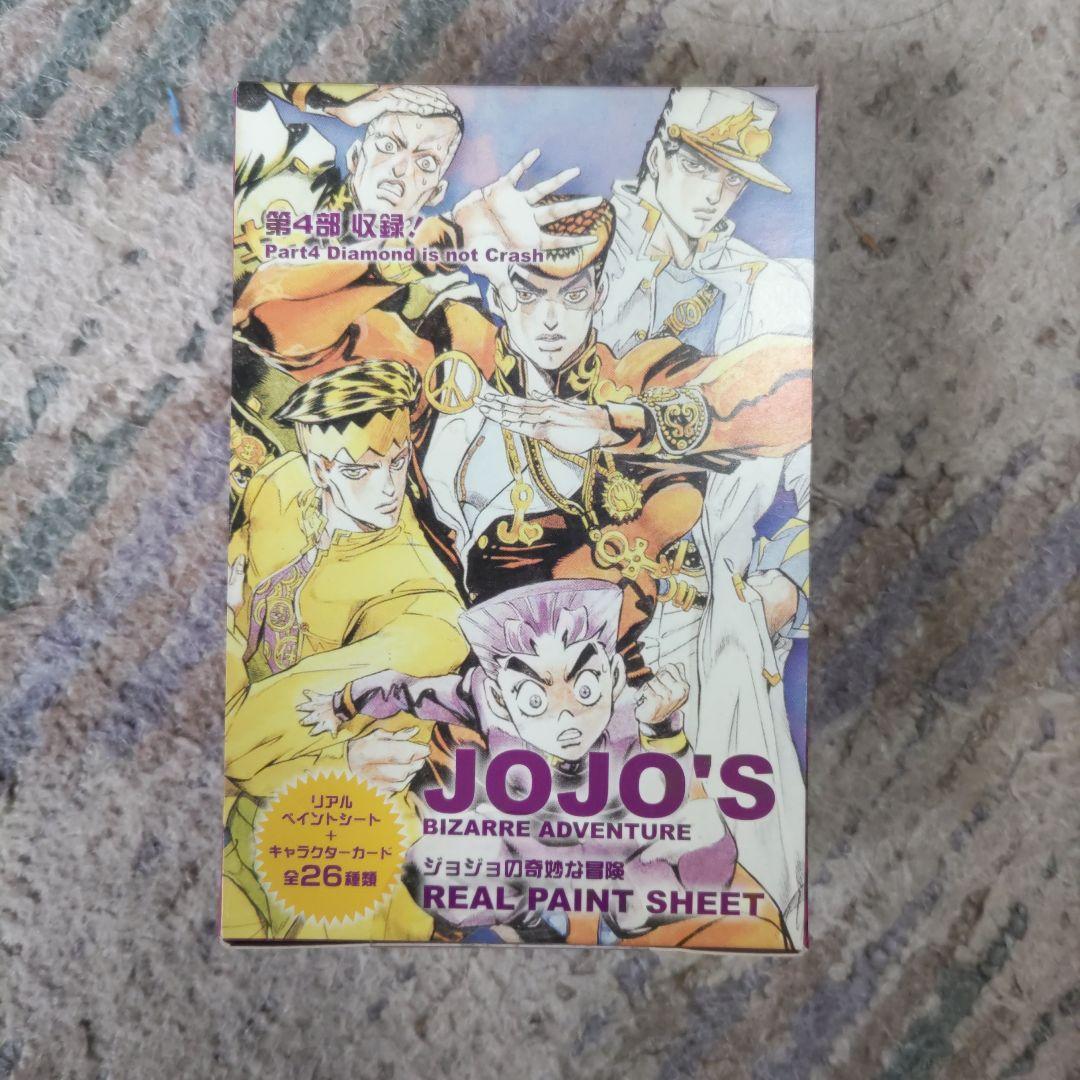 第4部 収録!
Part4 Diamond is not Crash
JOJO'S
BIZARRE ADVENTURE
ジョジョの奇妙な冒険
REAL PAINT SHEET
リアル
ペイントシート
+
キャラクターカード
全26種類